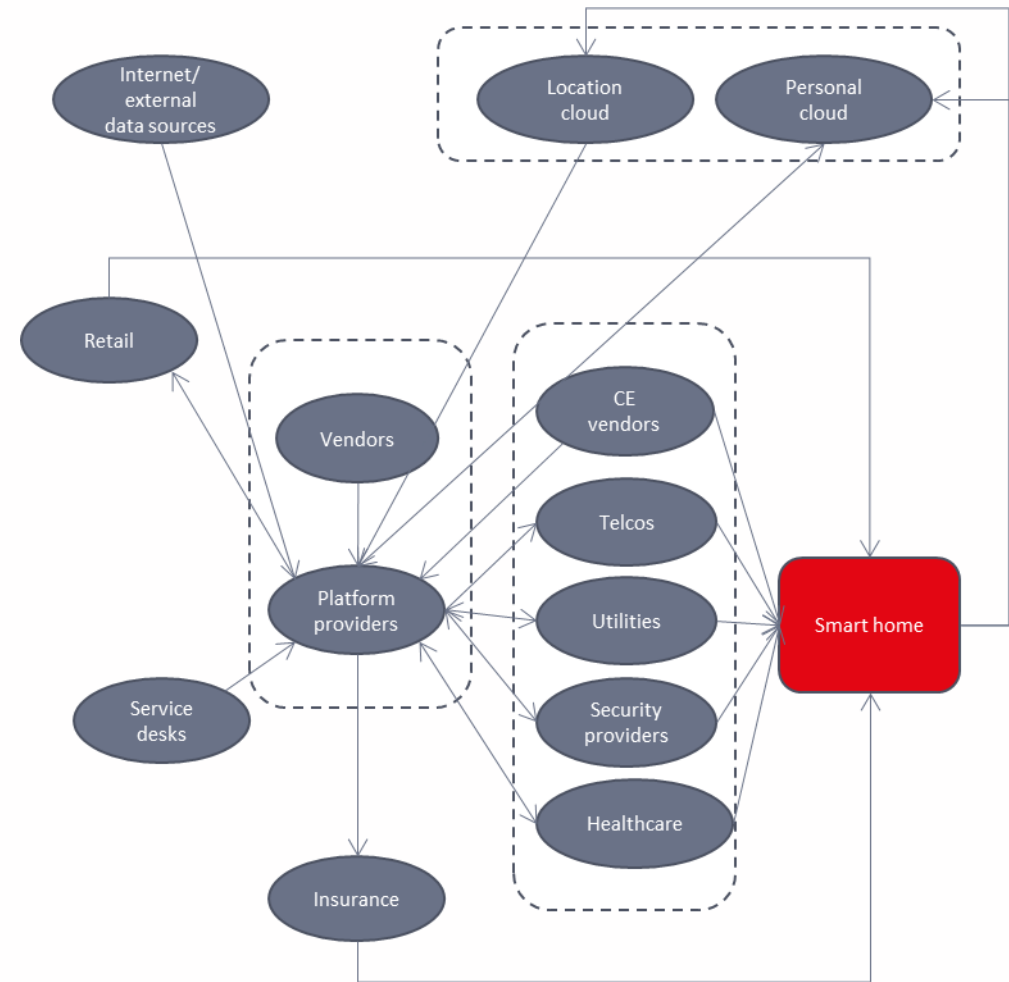 Internet/
external
data sources
Location
cloud
Personal
cloud
Retail
Vendors
CE
vendors
Telcos
Platform
providers
Utilities
Smart home
Service
desks
Security
providers
Healthcare
Insurance